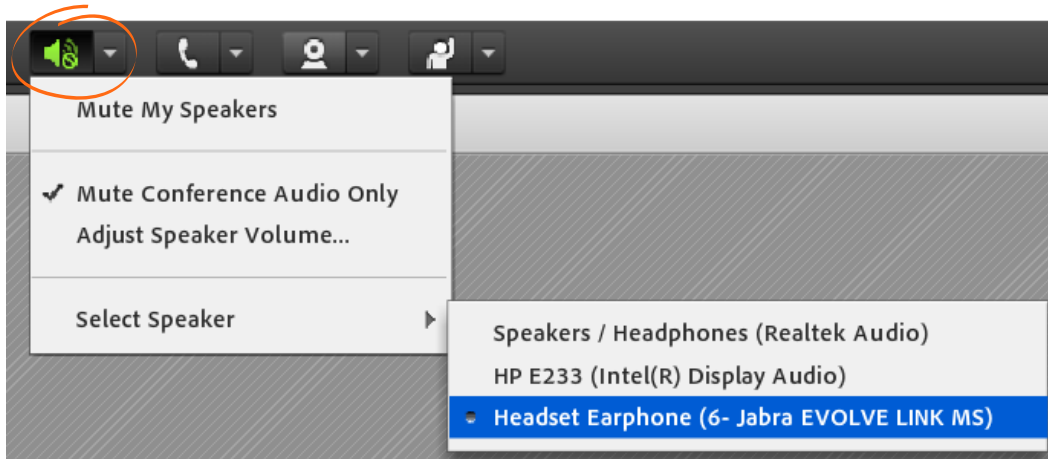 Mute My Speakers
Mute Conference Audio Only
Adjust Speaker Volume...
Select Speaker
Speakers / Headphones (Realtek Audio)
HP E233 (Intel(R) Display Audio)
Headset Earphone (6- Jabra EVOLVE LINK MS)